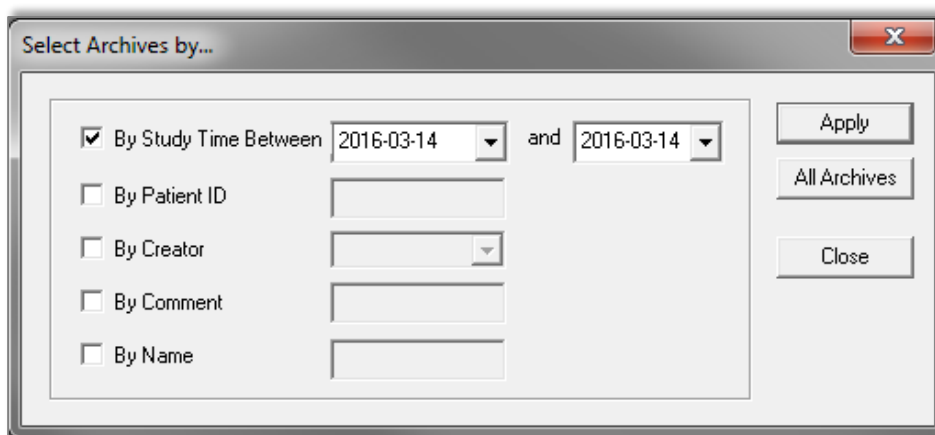 Select Archives by...
By Study Time Between 2016-03-14 and 2016-03-14
Apply
By Patient ID
All Archives
By Creator
Close
By Comment
By Name